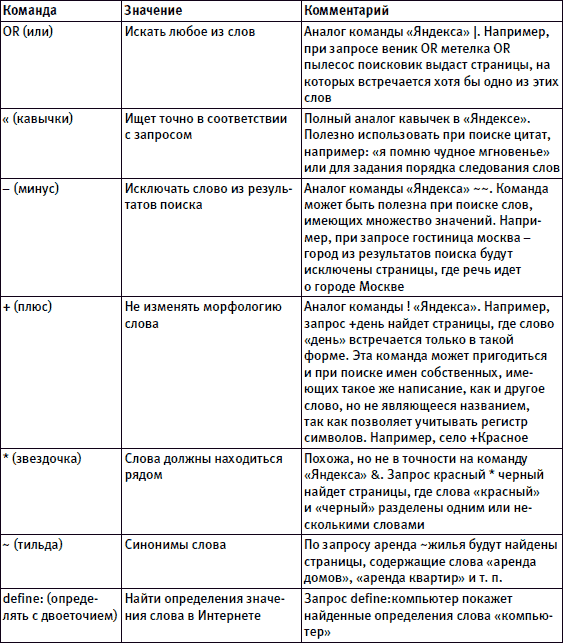 Команда Значение Комментарий
OR (или) Искать любое из слов Аналог команды «Яндекса» |. Например,
при запросе веник OR метелка OR
пылесос поисковик выдаст страницы, на
которых встречается хотя бы одно из этих
слов
« (кавычки) Ищет точно в соответствии Полный аналог кавычек в «Яндексе».
с запросом Полезно использовать при поиске цитат,
например: «я помню чудное мгновенье»
или для задания порядка следования слов
– (минус) Исключать слово из резуль- Аналог команды «Яндекса» ~~. Команда
татов поиска может быть полезна при поиске слов,
имеющих множество значений. Напри-
мер, при запросе гостиница москва –
город из результатов поиска будут
исключены страницы, где речь идет
о городе Москве
+ (плюс) Не изменять морфологию Аналог команды ! «Яндекса». Например,
слова запрос +день найдет страницы, где слово
«день» встречается только в такой
форме. Эта команда может пригодиться
и при поиске имен собственных, име-
ющих такое же написание, как и другое
слово, но не являющееся названием,
так как позволяет учитывать регистр
символов. Например, село +Красное
* (звездочка) Слова должны находиться Похожа, но не в точности на команду
рядом «Яндекса» &. Запрос красный * черный
найдет страницы, где слова «красный»
и «черный» разделены одним или не-
сколькими словами
~ (тильда) Синонимы слова По запросу аренда ~жилья будут найдены
страницы, содержащие слова «аренда
домов», «аренда квартир» и т. п.
define: (опреде- Найти определения значе- Запрос define:компьютер покажет
лять с двоеточием) ния слова в Интернете найденные определения слова «компью-
тер»